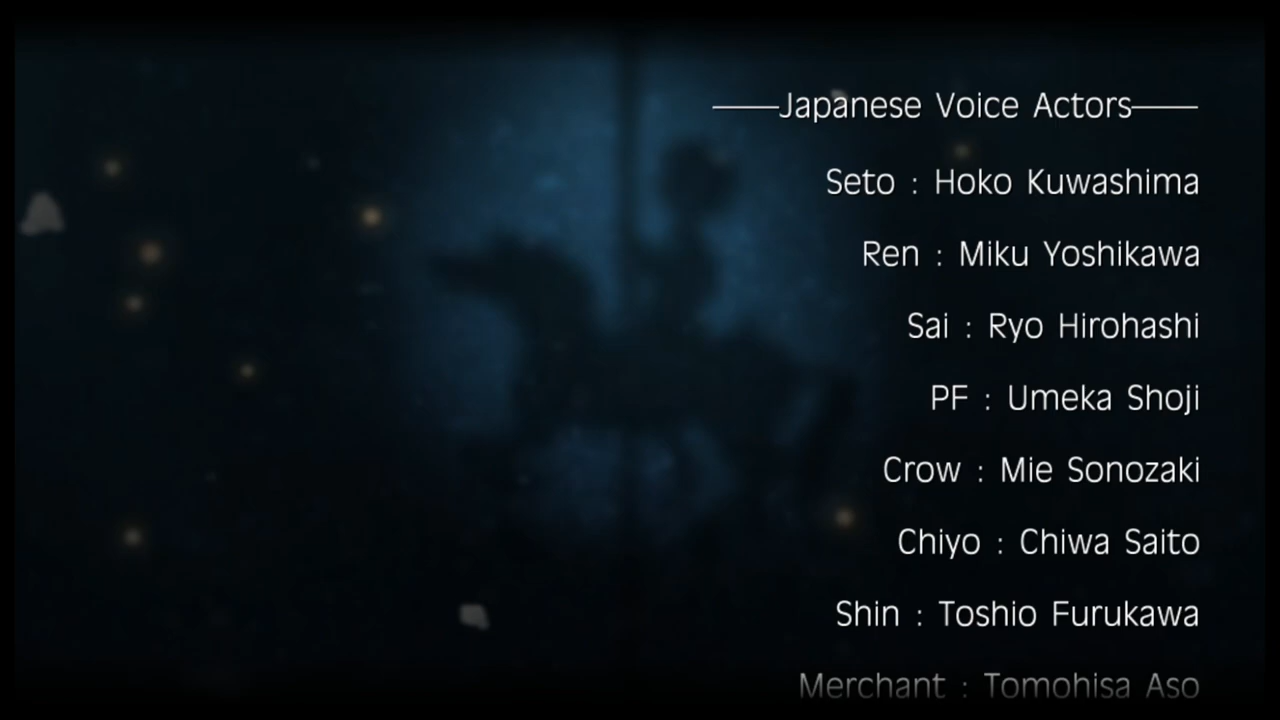 Japanese Voice Actors
Seto : Hoko Kuwashima
Ren : Miku Yoshikawa
Sai : Ryo Hirohashi
PF : Umeka Shoji
Crow : Mie Sonozaki
Chiyo : Chiwa Saito
Shin : Toshio Furukawa
Merchant : Tomohisa Aso